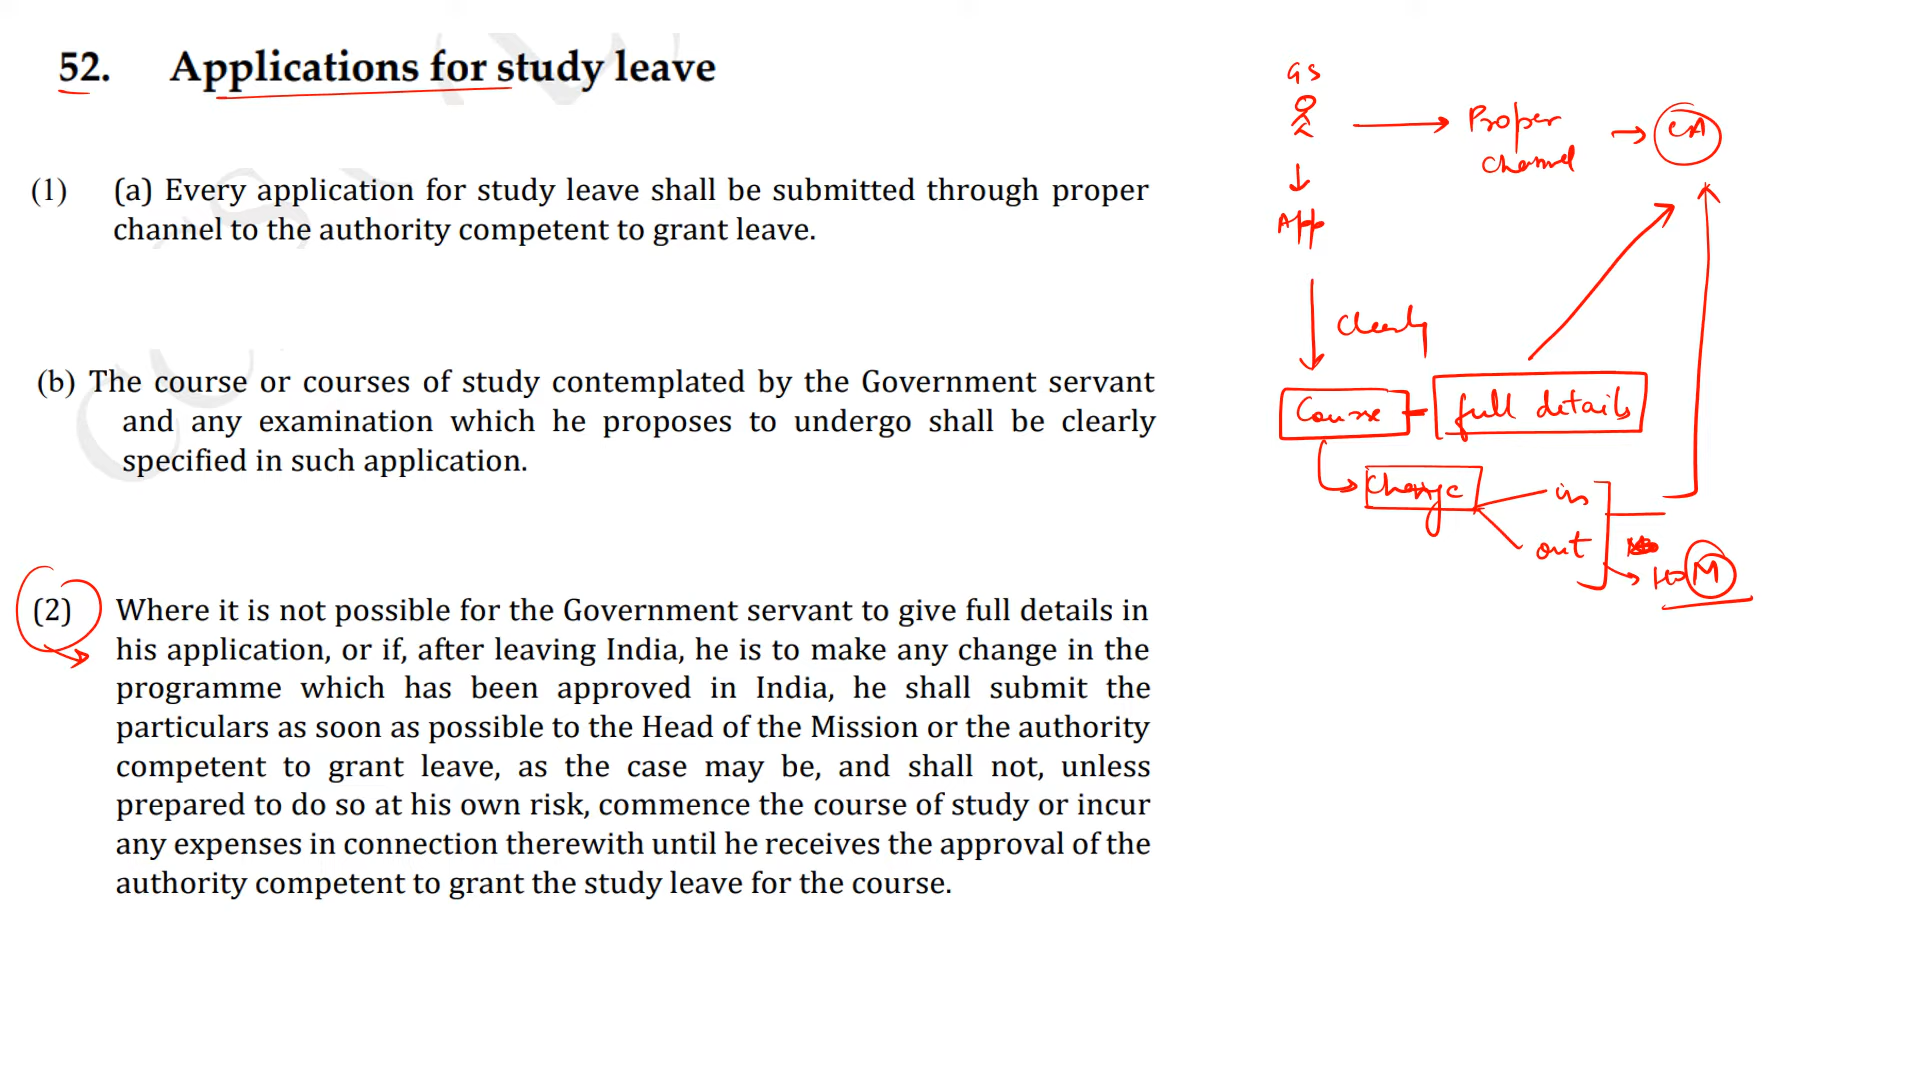 52. Applications for study leave
(1) (a) Every application for study leave shall be submitted through proper
channel to the authority competent to grant leave.
(b) The course or courses of study contemplated by the Government servant
and any examination which he proposes to undergo shall be clearly
specified in such application.
(2) Where it is not possible for the Government servant to give full details in
his application, or if, after leaving India, he is to make any change in the
programme which has been approved in India, he shall submit the
particulars as soon as possible to the Head of the Mission or the authority
competent to grant leave, as the case may be, and shall not, unless
prepared to do so at his own risk, commence the course of study or incur
any expenses in connection therewith until he receives the approval of the
authority competent to grant the study leave for the course.
GS
Proper
channel
CA
App
Clearly
Course
full details
Change
in
out
HoM